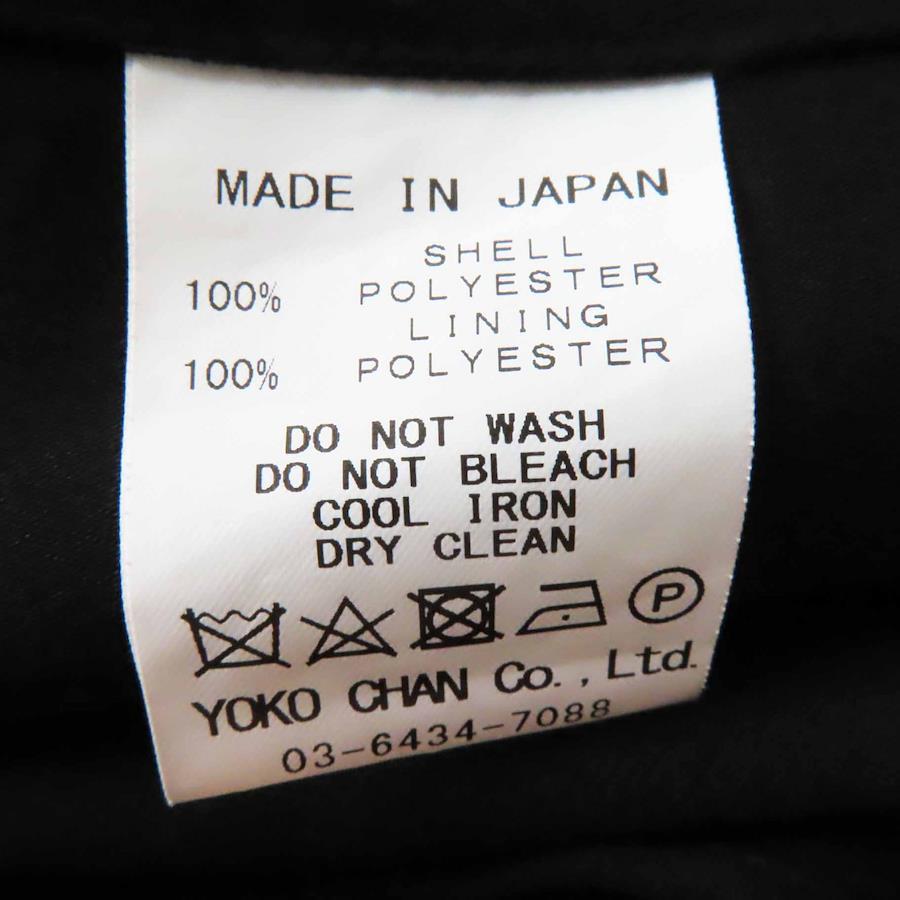 MADE IN JAPAN
SHELL
100% POLYESTER
LINING
100% POLYESTER
DO NOT WASH
DO NOT BLEACH
COOL IRON
DRY CLEAN
P
YOKO CHAN Co., Ltd.
03-6434-7088